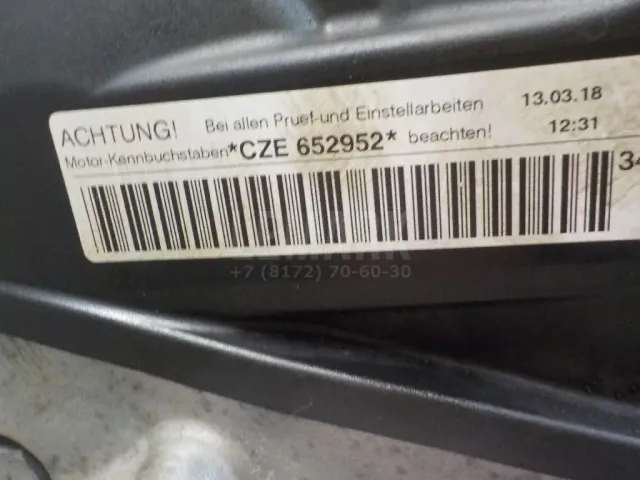 ACHTUNG! Bei allen Pruef-und Einstellarbeiten 13.03.18
Motor-Kennbuchstaben*CZE 652952* beachten! 12:31
34
+7 (8172) 70-60-30